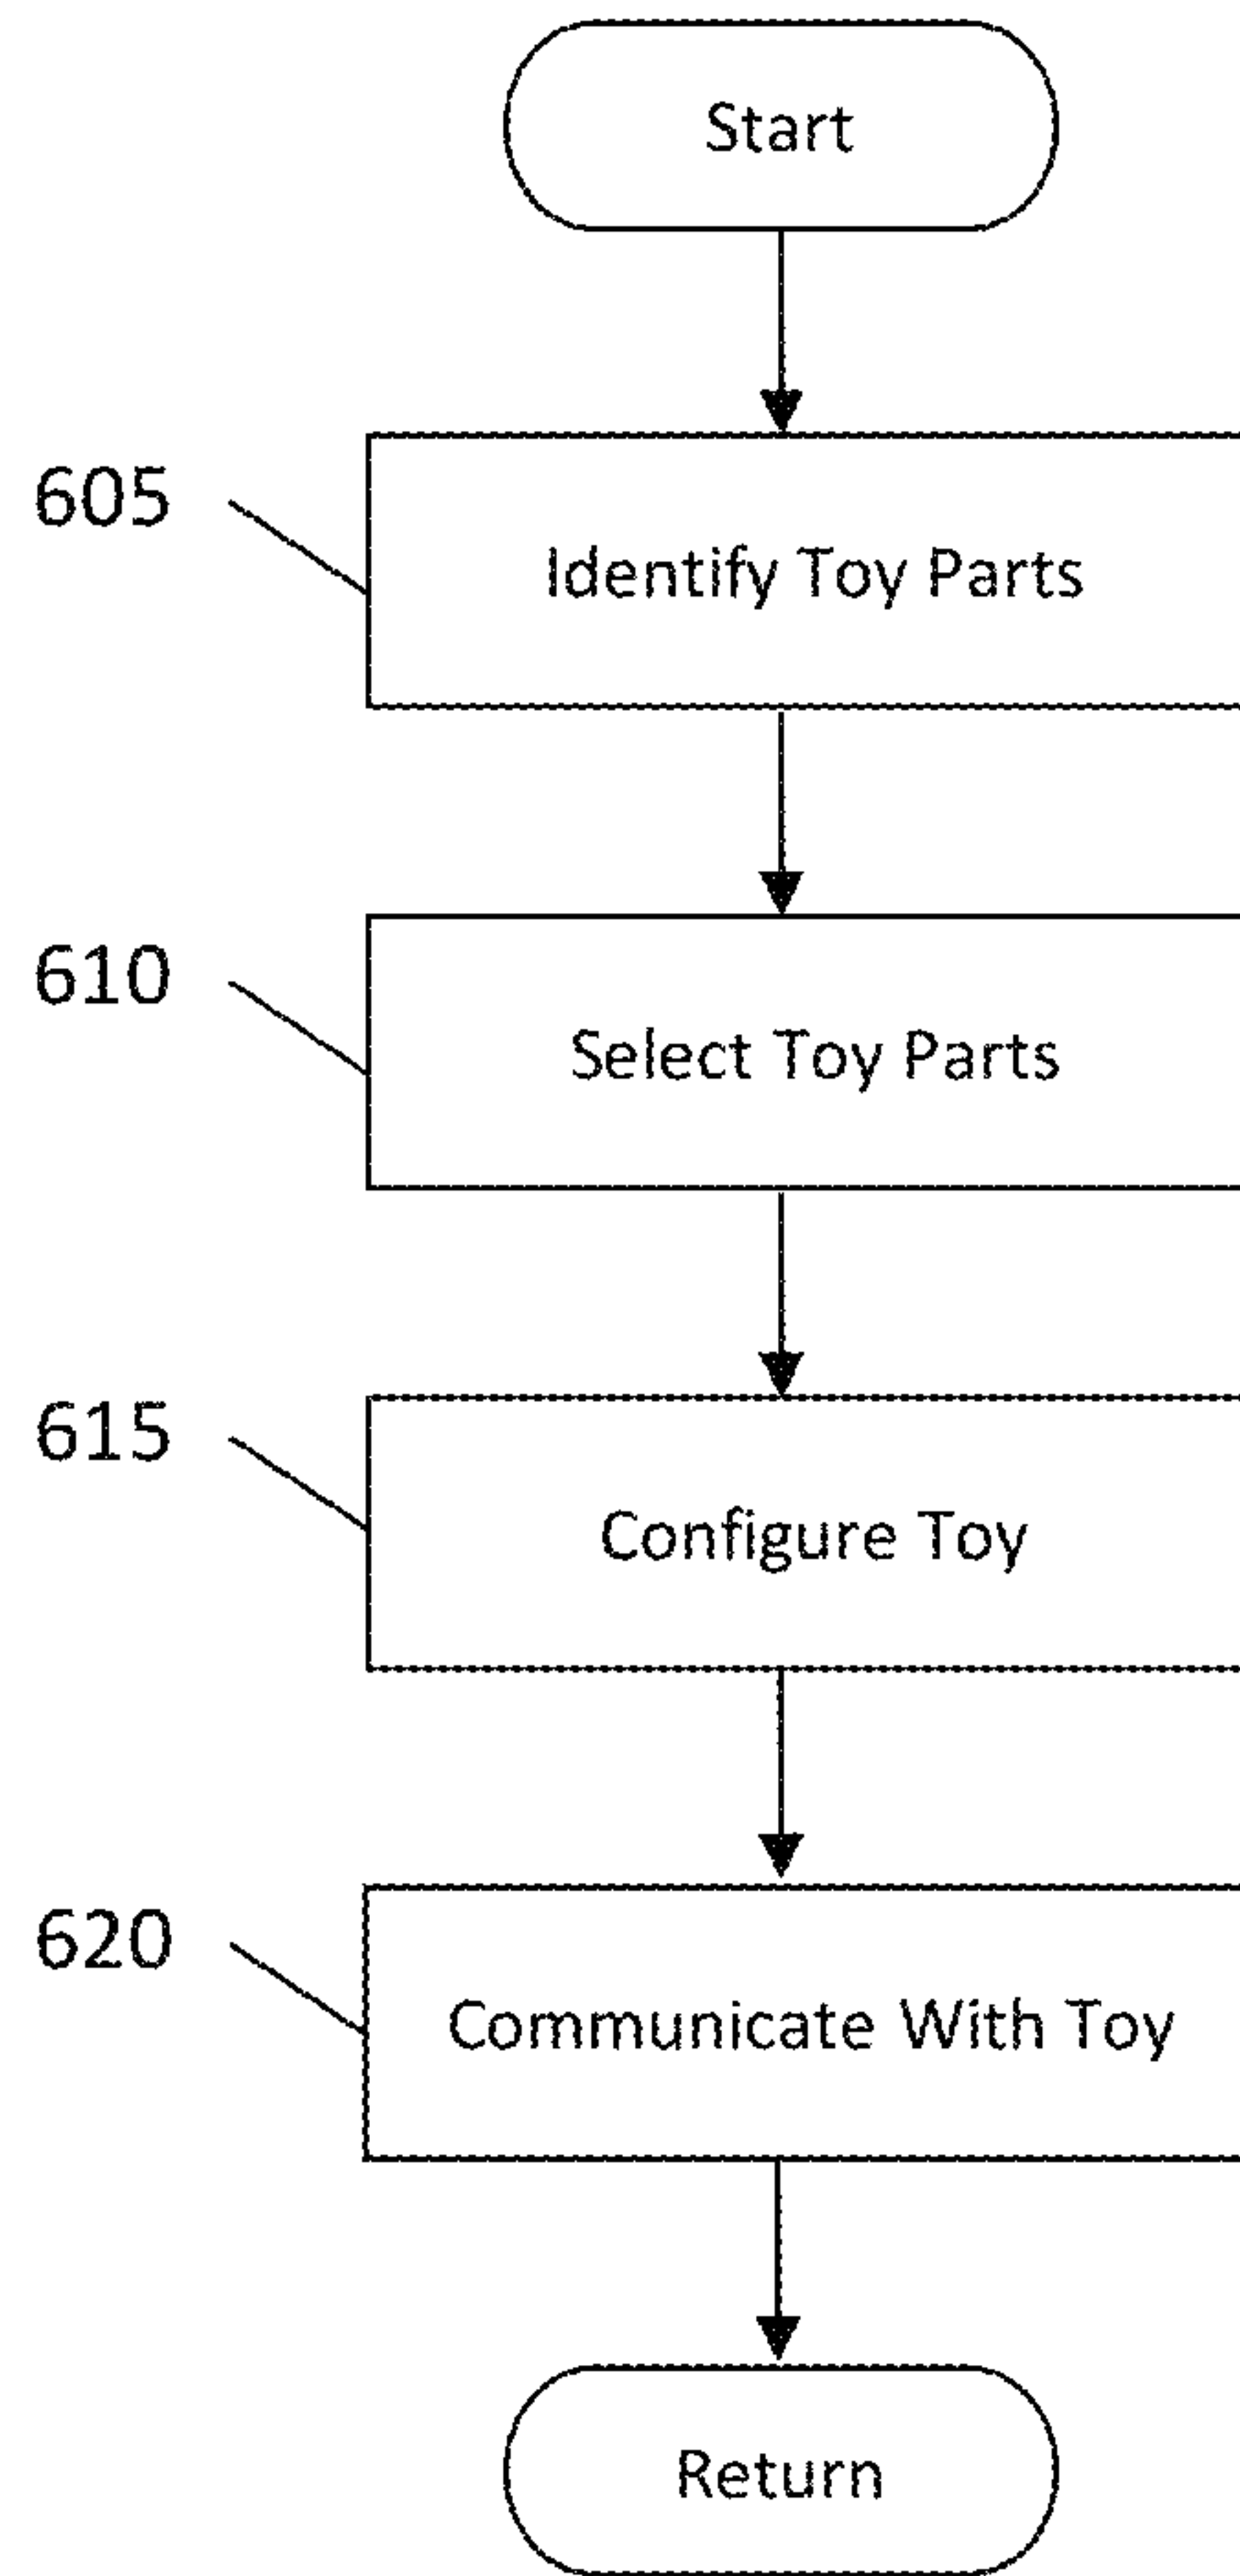 Start
605
Identify Toy Parts
610
Select Toy Parts
615
Configure Toy
620
Communicate With Toy
Return